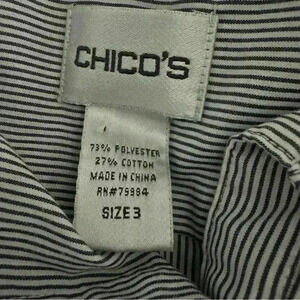 CHICO'S
73% POLYESTER
27% COTTON
MADE IN CHINA
RN#79984
SIZE 3